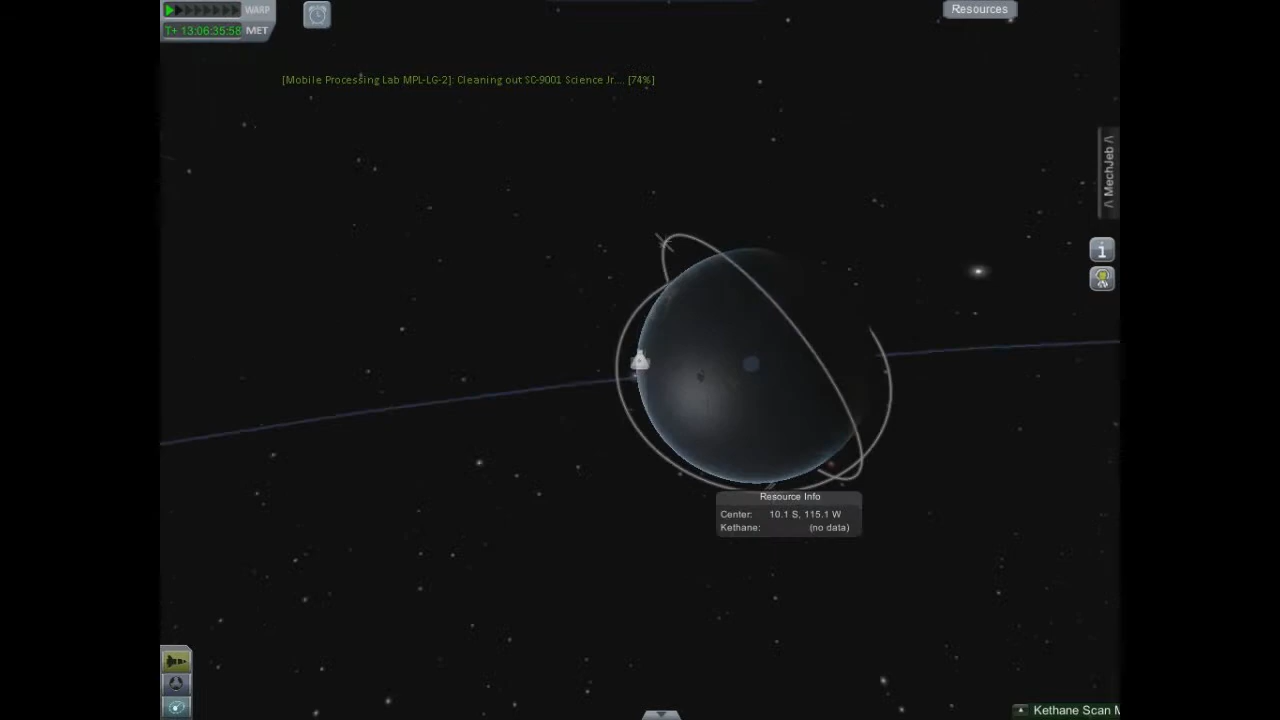 WARP
T+ 13:06:35:58 MET
Resources
[Mobile Processing Lab MPL-LG-2]: Cleaning out SC-9001 Science Jr.... [74%]
/\ MechJeb /\
Resource Info
Center: 10.1 S, 115.1 W
Kethane: (no data)
Kethane Scan M